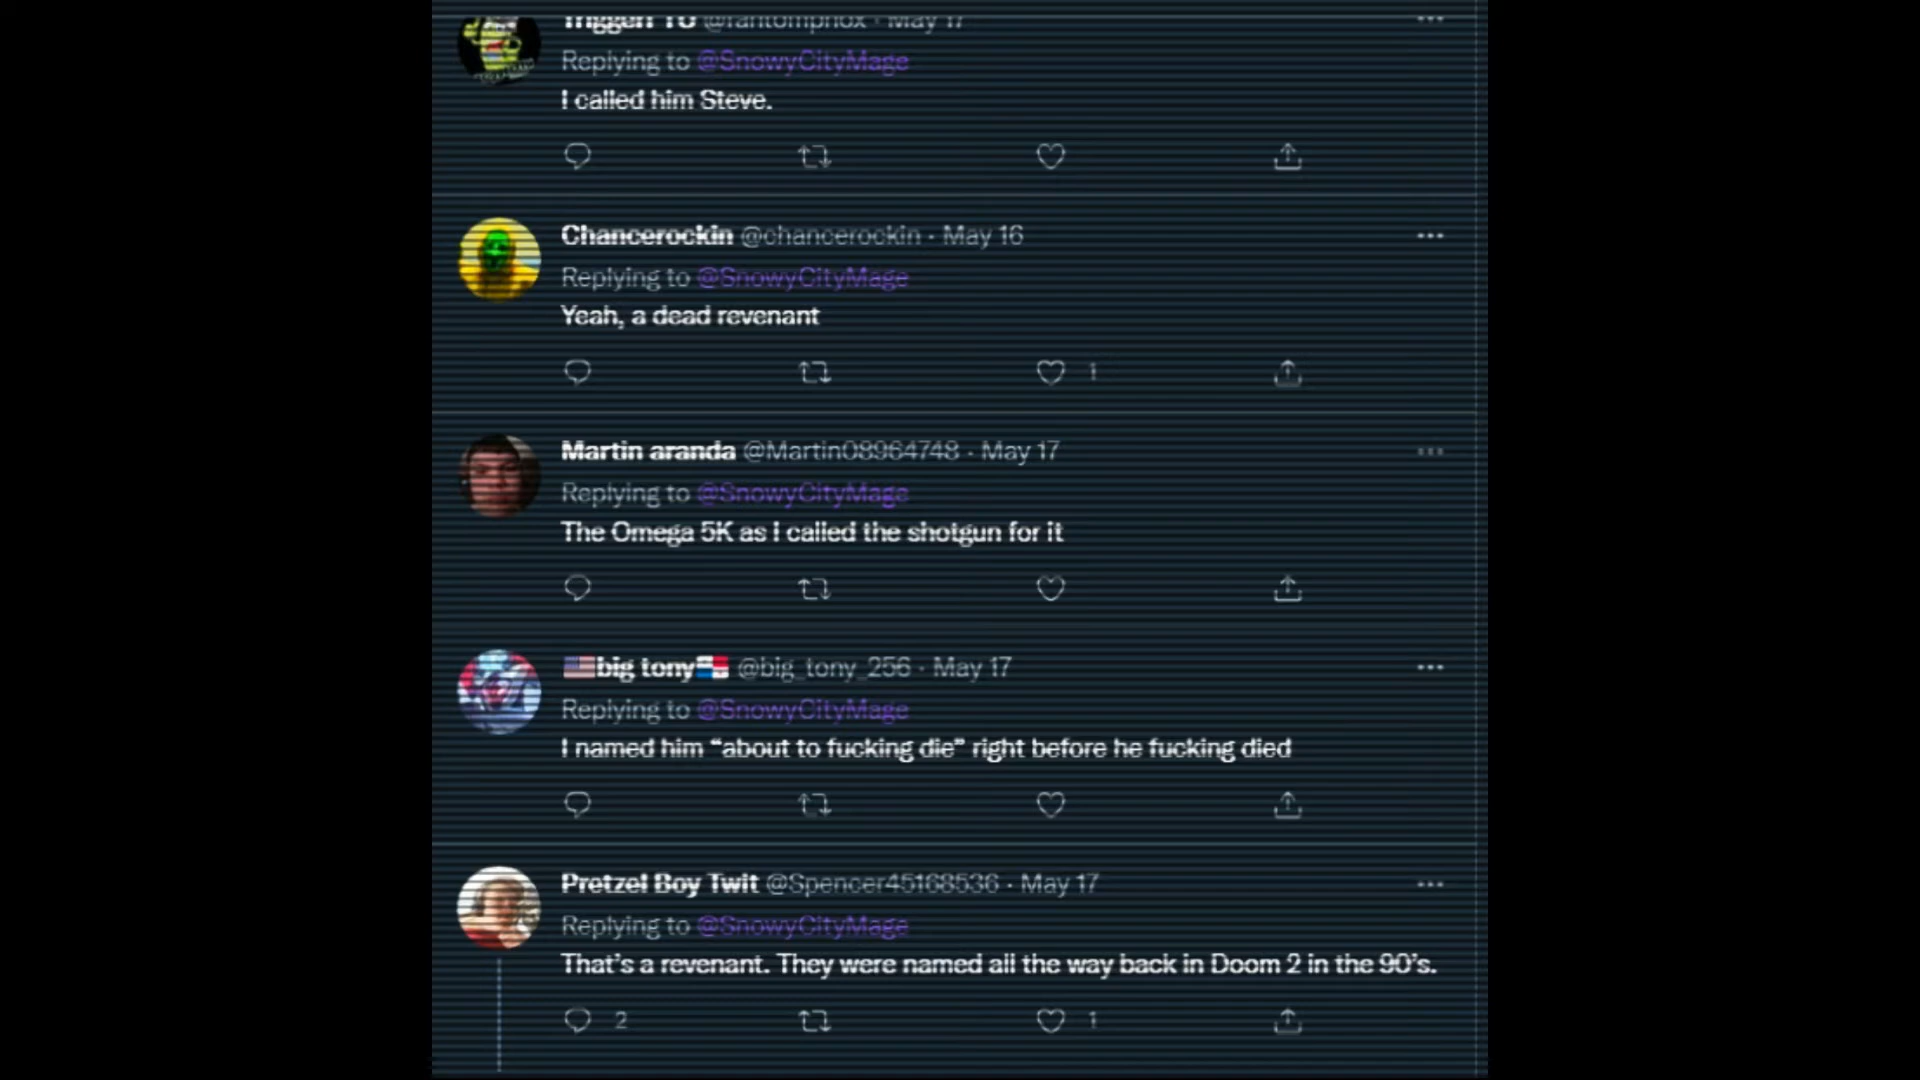 @fantomphox · May 17
Replying to @SnowyCityMage
I called him Steve.
Chancerockin @chancerockin · May 16
Replying to @SnowyCityMage
Yeah, a dead revenant
1
Martin aranda @Martin08964748 · May 17
Replying to @SnowyCityMage
The Omega 5K as I called the shotgun for it
🇺🇸big tony🇵🇦 @big_tony_256 · May 17
Replying to @SnowyCityMage
I named him “about to fucking die” right before he fucking died
Pretzel Boy Twit @Spencer45168536 · May 17
Replying to @SnowyCityMage
That’s a revenant. They were named all the way back in Doom 2 in the 90’s.
2 1